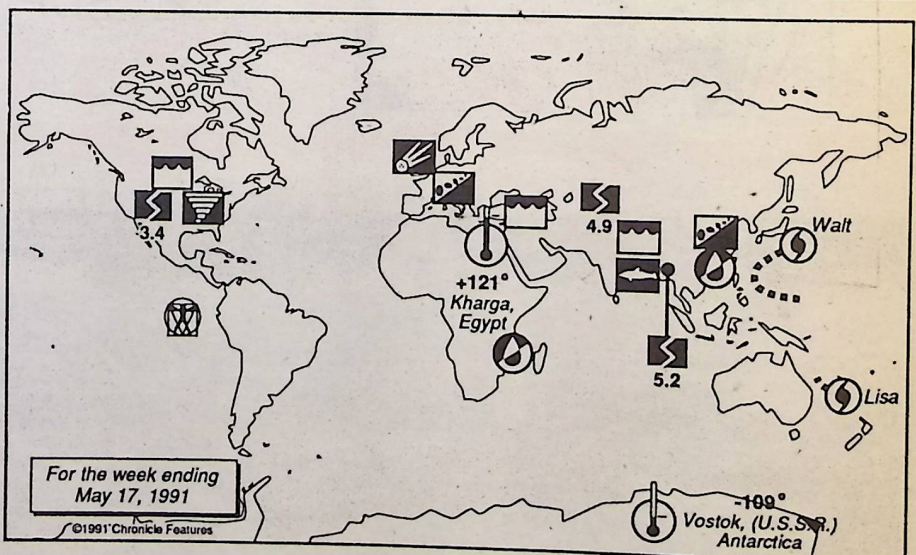 Walt
3.4
4.9
+121°
Kharga,
Egypt
5.2
Lisa
For the week ending
May 17, 1991
©1991 Chronicle Features
-109°
Vostok, (U.S.S.R.)
Antarctica